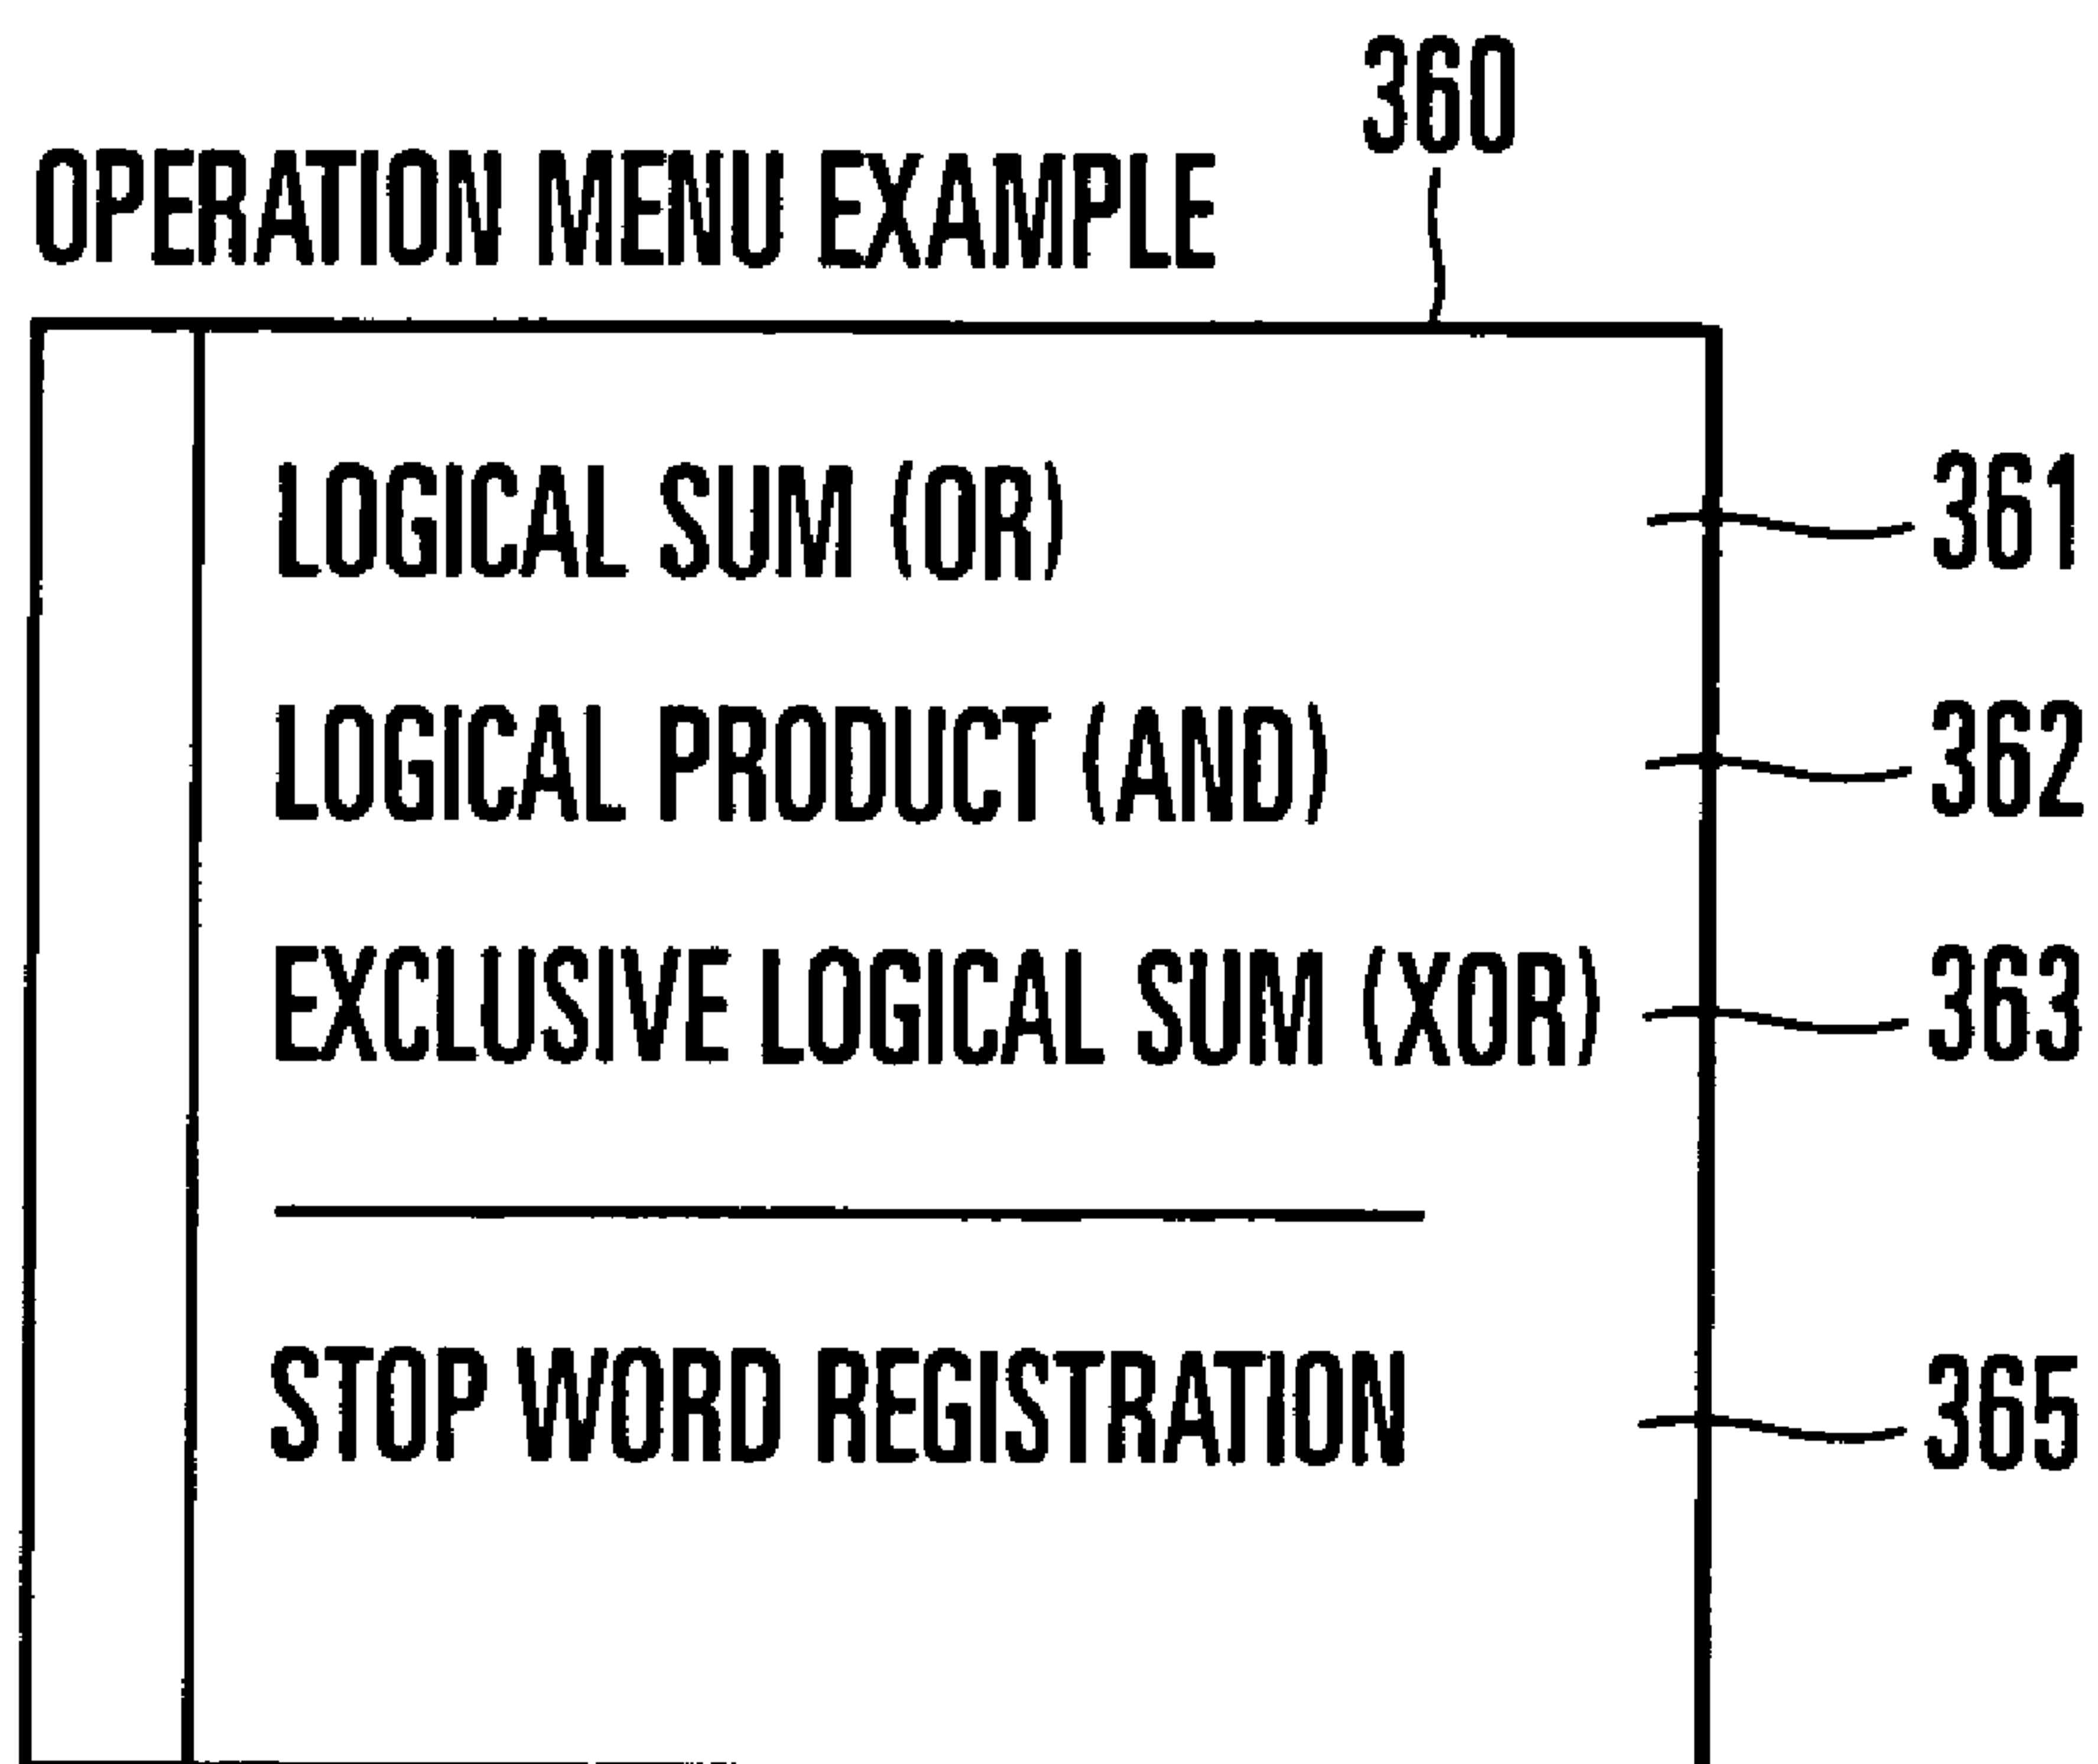 360
OPERATION MENU EXAMPLE
LOGICAL SUM (OR) 361
LOGICAL PRODUCT (AND) 362
EXCLUSIVE LOGICAL SUM (XOR) 363
STOP WORD REGISTRATION 365